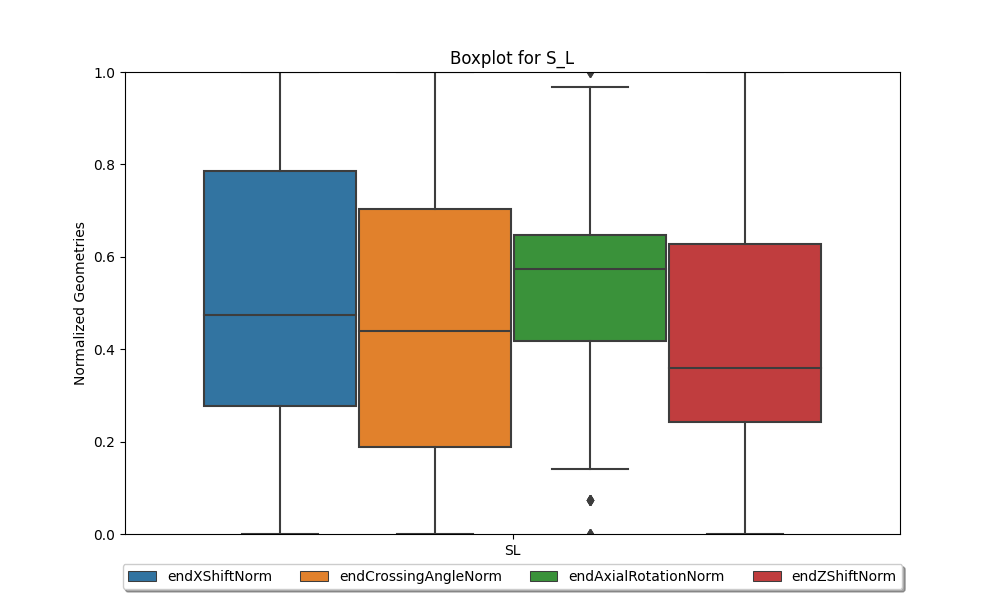 Boxplot for S_L
1.0
0.8
0.6
0.4
0.2
0.0
Normalized Geometries
SL
endXShiftNorm endCrossingAngleNorm endAxialRotationNorm endZShiftNorm